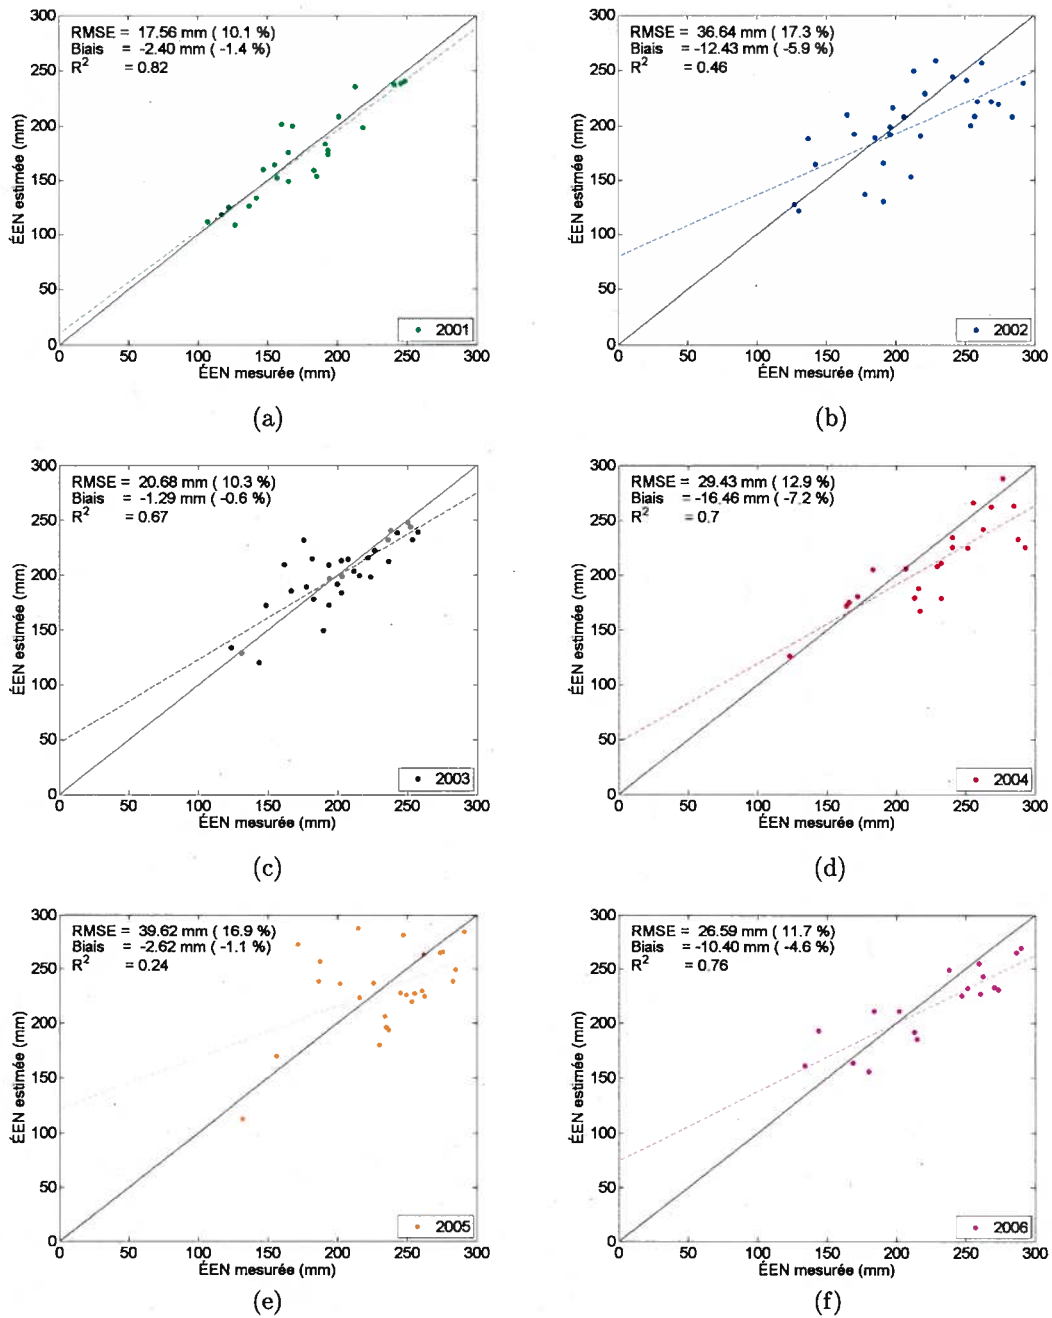 RMSE = 17.56 mm ( 10.1 %)
Biais = -2.40 mm ( -1.4 %)
R² = 0.82
300
250
200
150
100
50
0
ÉEN estimée (mm)
2001
0 50 100 150 200 250 300
ÉEN mesurée (mm)
(a)
RMSE = 36.64 mm ( 17.3 %)
Biais = -12.43 mm ( -5.9 %)
R² = 0.46
300
250
200
150
100
50
0
ÉEN estimée (mm)
2002
0 50 100 150 200 250 300
ÉEN mesurée (mm)
(b)
RMSE = 20.68 mm ( 10.3 %)
Biais = -1.29 mm ( -0.6 %)
R² = 0.67
300
250
200
150
100
50
0
ÉEN estimée (mm)
2003
0 50 100 150 200 250 300
ÉEN mesurée (mm)
(c)
RMSE = 29.43 mm ( 12.9 %)
Biais = -16.46 mm ( -7.2 %)
R² = 0.7
300
250
200
150
100
50
0
ÉEN estimée (mm)
2004
0 50 100 150 200 250 300
ÉEN mesurée (mm)
(d)
RMSE = 39.62 mm ( 16.9 %)
Biais = -2.62 mm ( -1.1 %)
R² = 0.24
300
250
200
150
100
50
0
ÉEN estimée (mm)
2005
0 50 100 150 200 250 300
ÉEN mesurée (mm)
(e)
RMSE = 26.59 mm ( 11.7 %)
Biais = -10.40 mm ( -4.6 %)
R² = 0.76
300
250
200
150
100
50
0
ÉEN estimée (mm)
2006
0 50 100 150 200 250 300
ÉEN mesurée (mm)
(f)